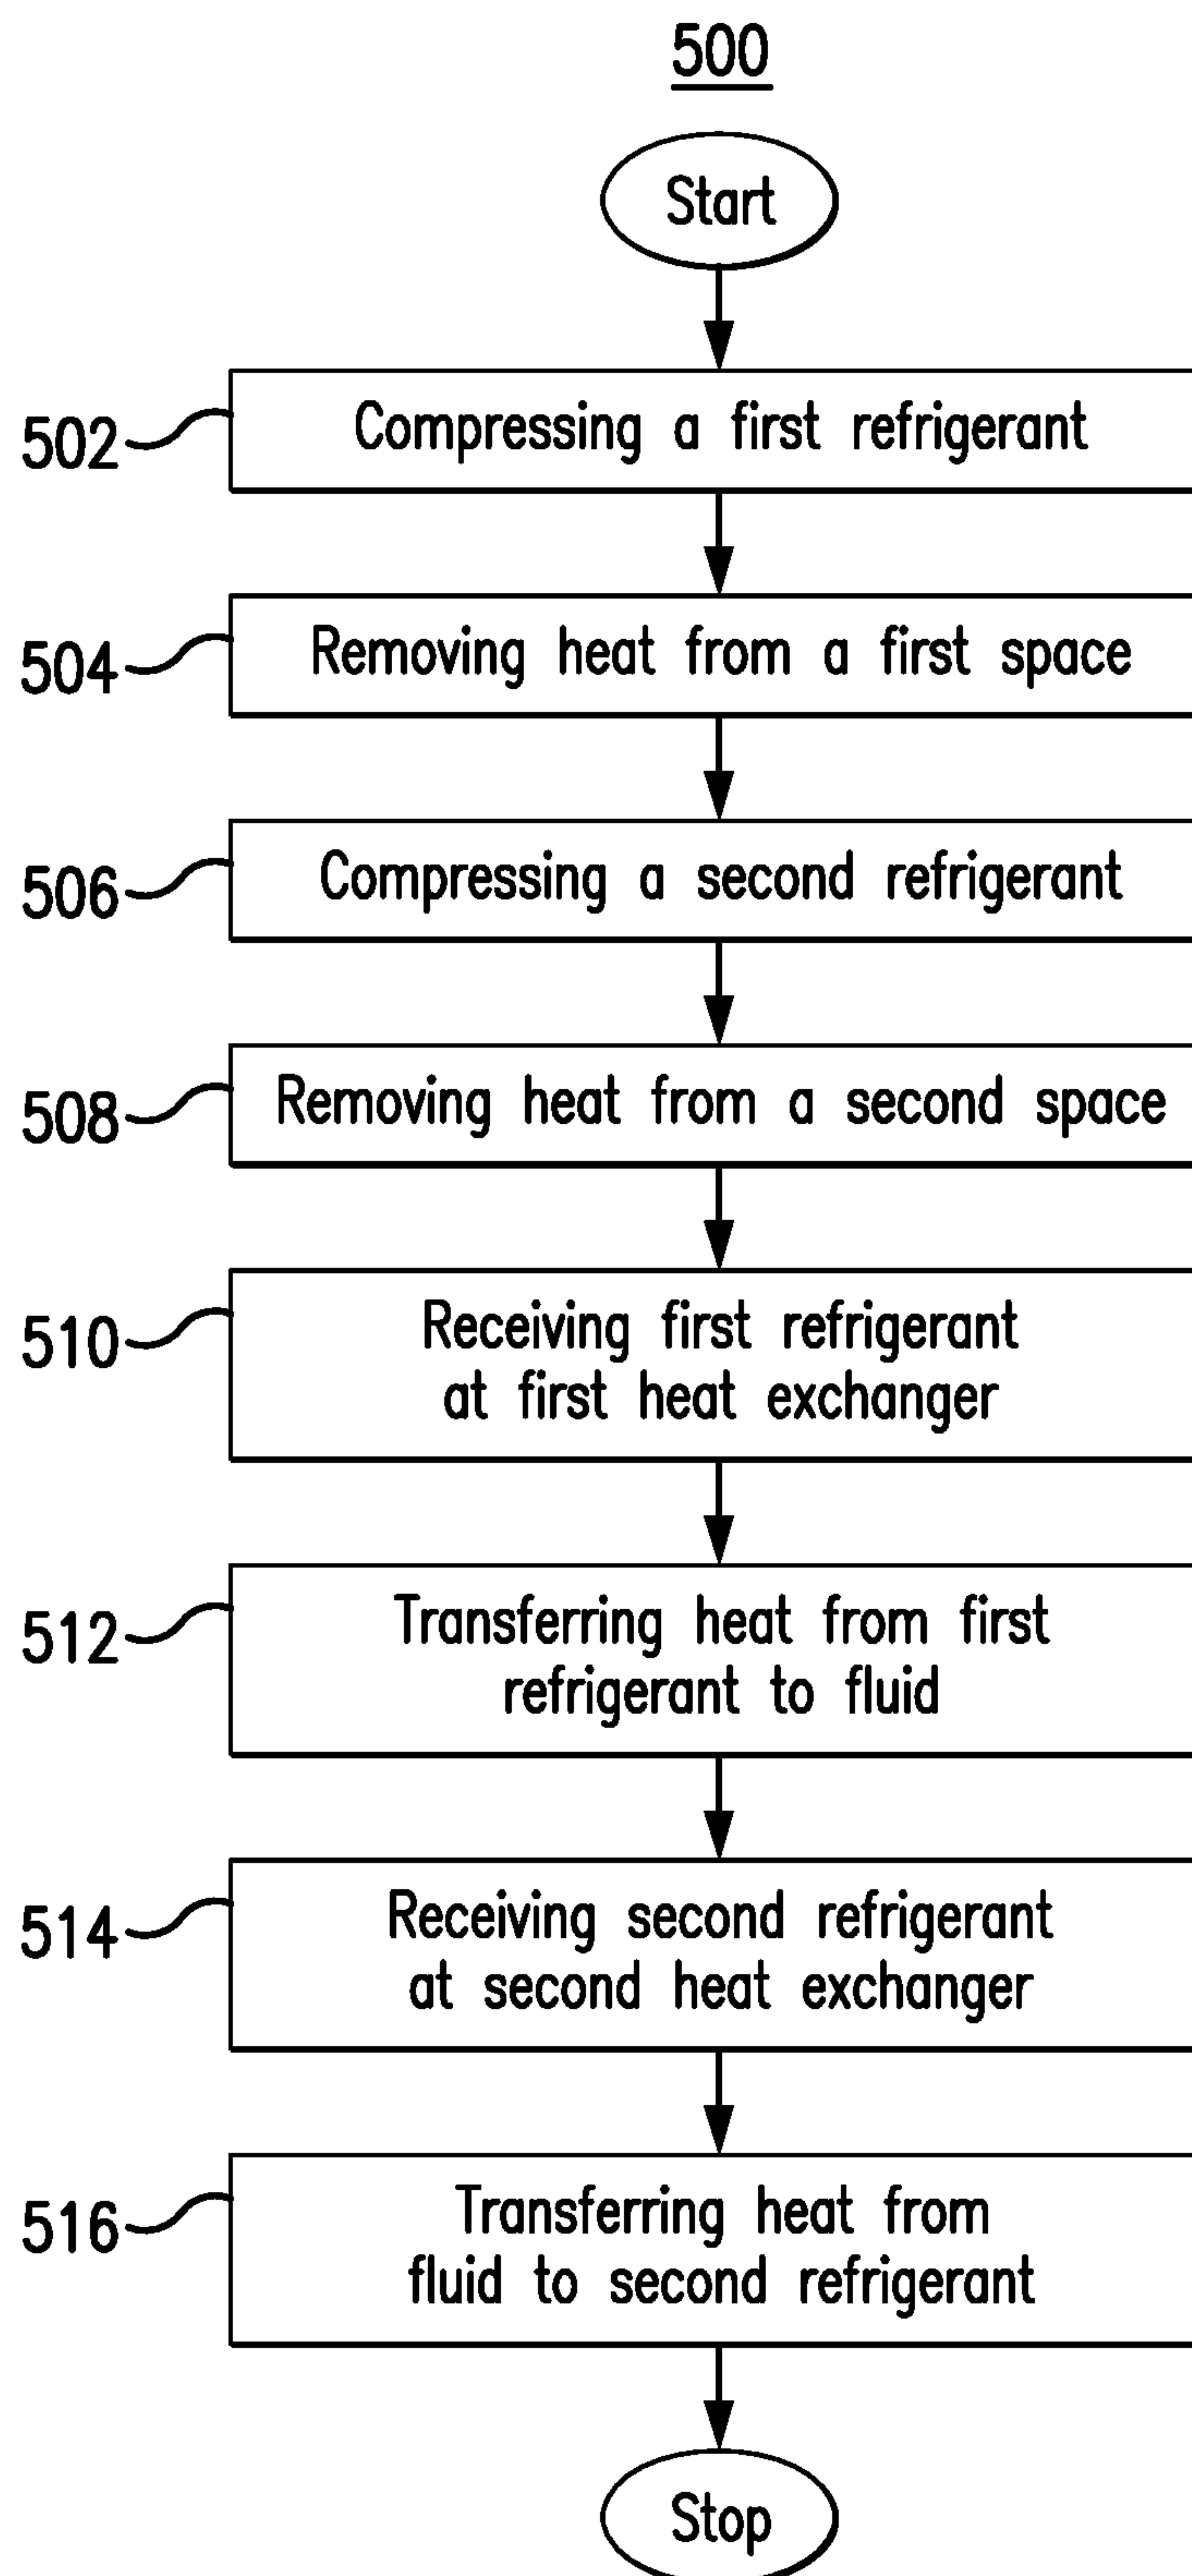 500
Start
502
Compressing a first refrigerant
504
Removing heat from a first space
506
Compressing a second refrigerant
508
Removing heat from a second space
510
Receiving first refrigerant
at first heat exchanger
512
Transferring heat from first
refrigerant to fluid
514
Receiving second refrigerant
at second heat exchanger
516
Transferring heat from
fluid to second refrigerant
Stop